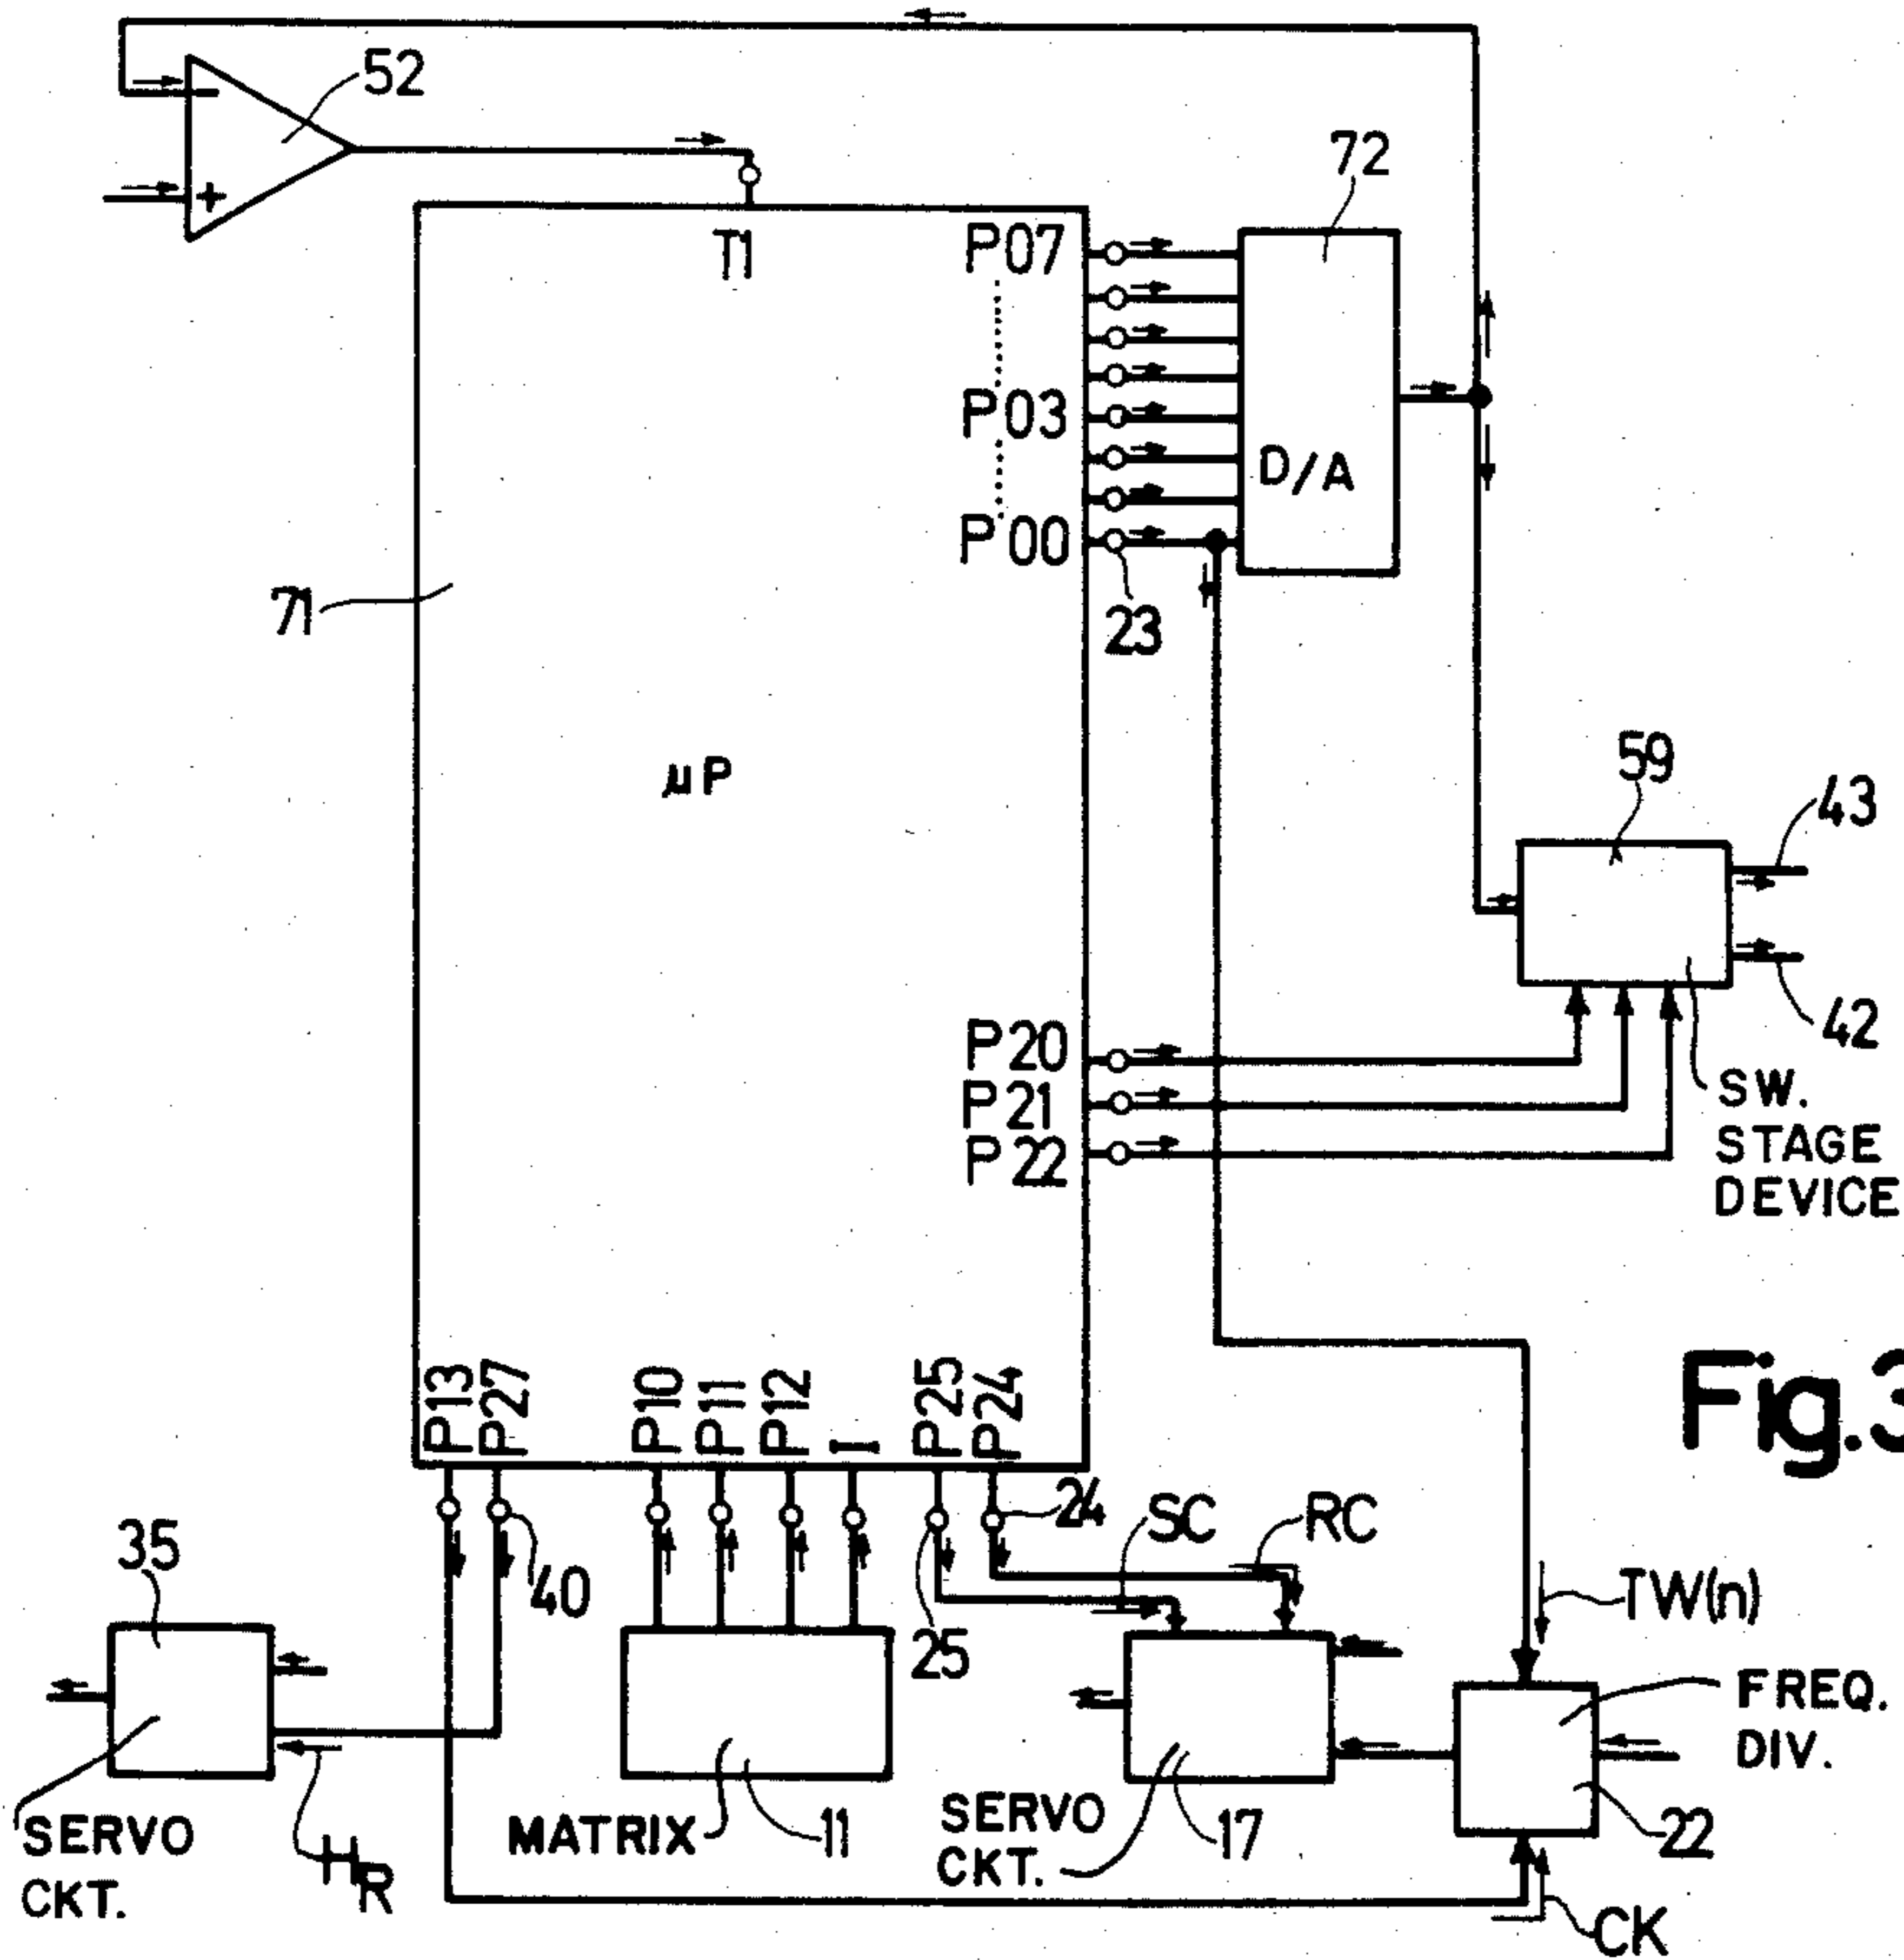 52
+
T1
72
P07
P03
P00
D/A
23
71
µP
59
43
42
P20
P21
P22
SW.
STAGE
DEVICE
Fig.3
P13
P27
P10
P11
P12
I
P25
P24
24
SC
RC
35
40
25
TW(n)
FREQ.
DIV.
SERVO
CKT.
HR
MATRIX
11
SERVO
CKT.
17
22
CK